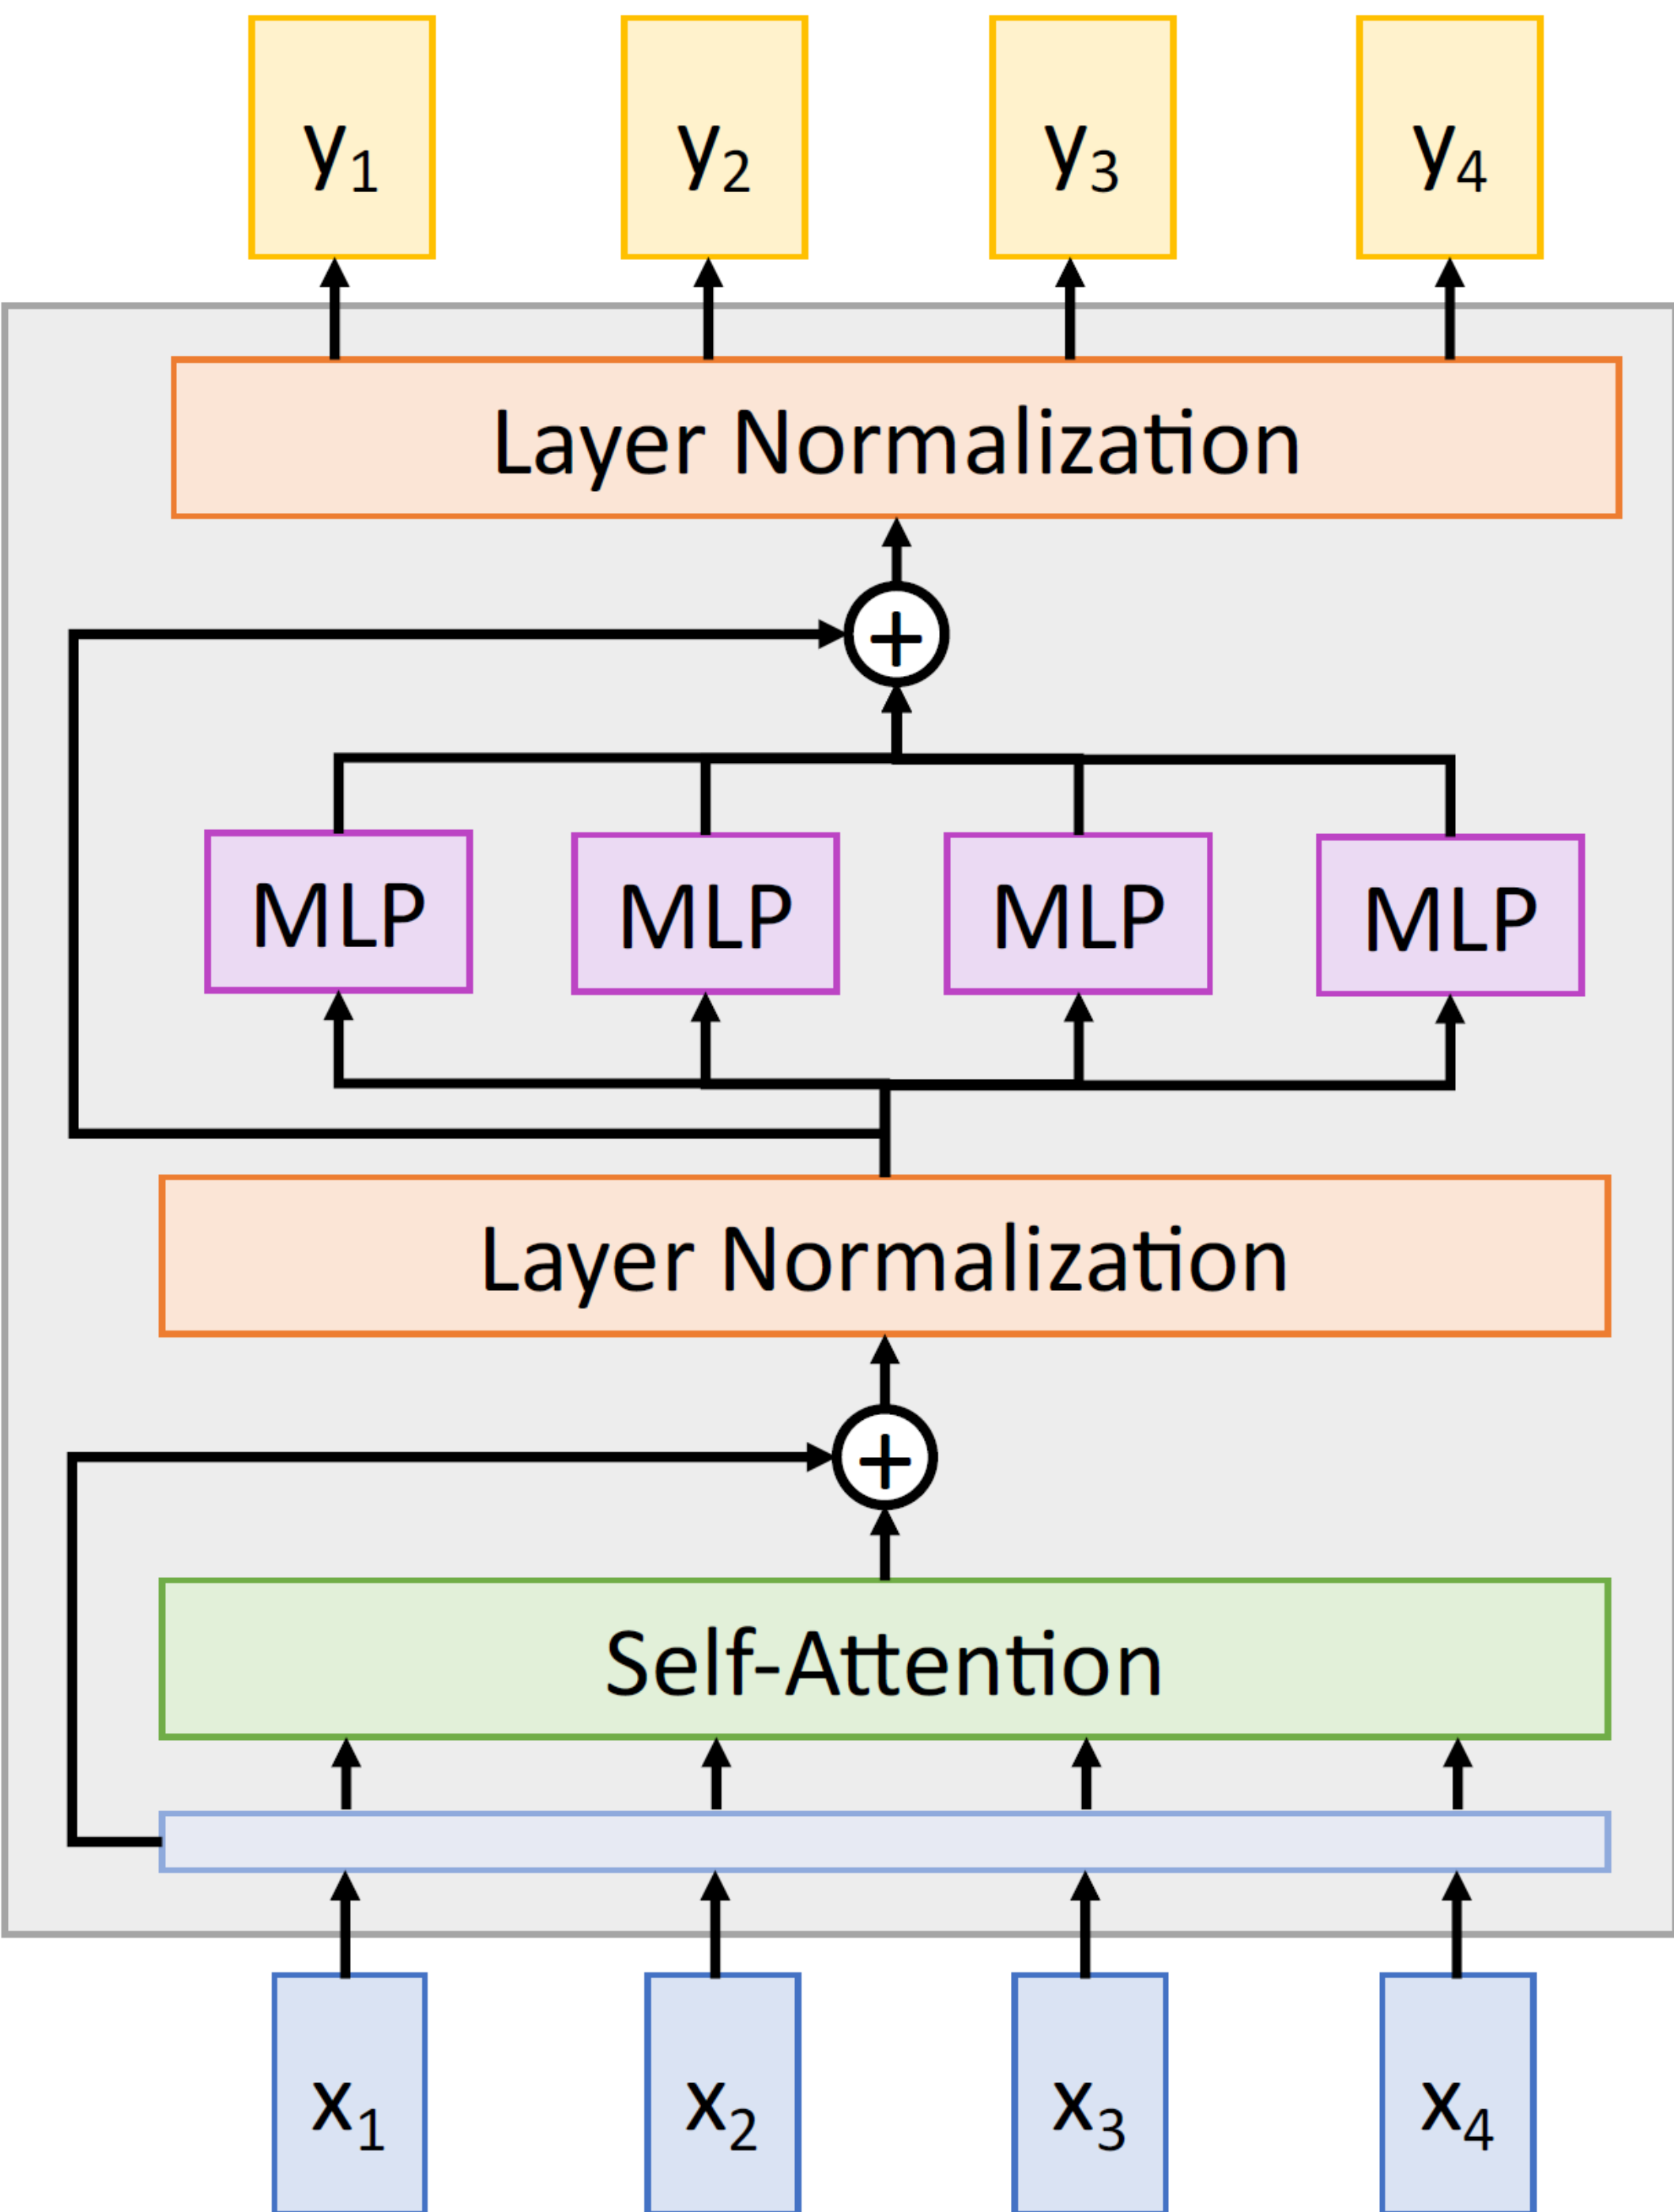 y₁ y₂ y₃ y₄
Layer Normalization
+
MLP MLP MLP MLP
Layer Normalization
+
Self-Attention
x₁ x₂ x₃ x₄